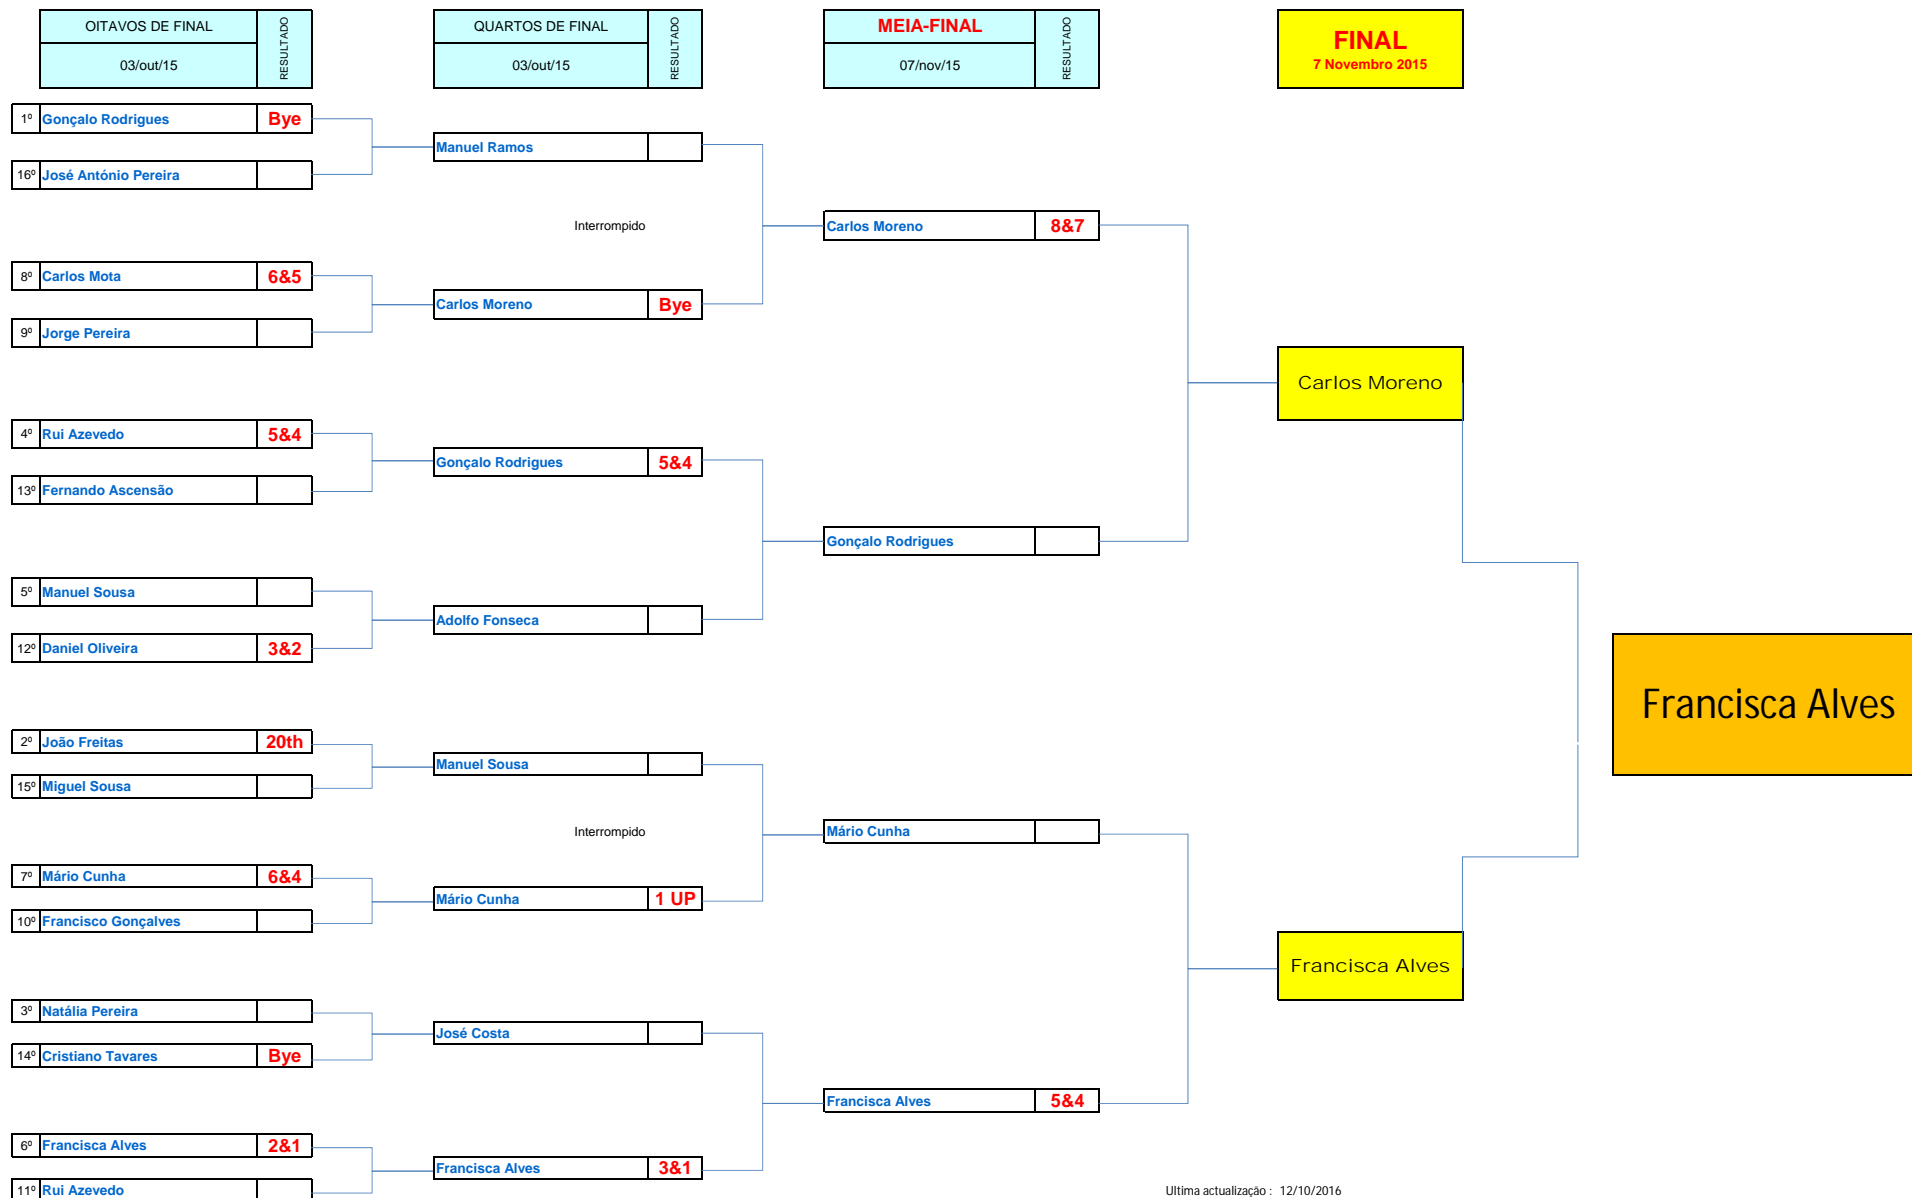 OITAVOS DE FINAL
03/out/15
RESULTADO
QUARTOS DE FINAL
03/out/15
RESULTADO
MEIA-FINAL
07/nov/15
RESULTADO
FINAL
7 Novembro 2015
1º Gonçalo Rodrigues Bye
16º José António Pereira
8º Carlos Mota 6&5
9º Jorge Pereira
4º Rui Azevedo 5&4
13º Fernando Ascensão
5º Manuel Sousa
12º Daniel Oliveira 3&2
2º João Freitas 20th
15º Miguel Sousa
7º Mário Cunha 6&4
10º Francisco Gonçalves
3º Natália Pereira
14º Cristiano Tavares Bye
6º Francisca Alves 2&1
11º Rui Azevedo
Manuel Ramos
Interrompido
Carlos Moreno Bye
Gonçalo Rodrigues 5&4
Adolfo Fonseca
Manuel Sousa
Interrompido
Mário Cunha 1 UP
José Costa
Francisca Alves 3&1
Carlos Moreno 8&7
Gonçalo Rodrigues
Mário Cunha
Francisca Alves 5&4
Carlos Moreno
Francisca Alves
Francisca Alves
Ultima actualização : 12/10/2016